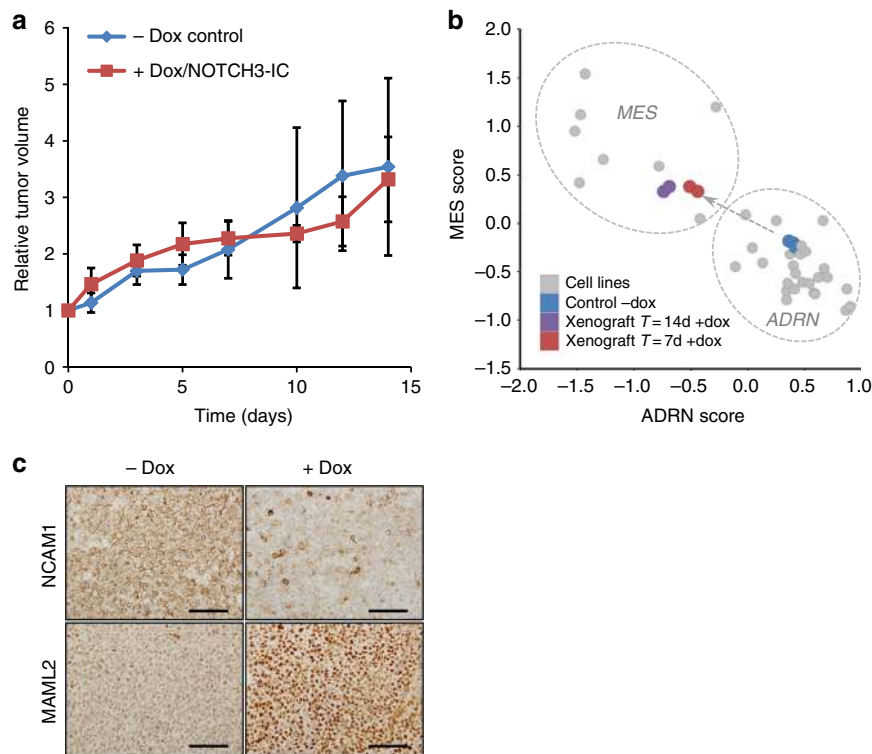 a
– Dox control
+ Dox/NOTCH3-IC
Relative tumor volume
6
5
4
3
2
1
0
0 5 10 15
Time (days)
b
MES score
2.0
1.5
1.0
0.5
0.0
–0.5
–1.0
–1.5
MES
ADRN
Cell lines
Control –dox
Xenograft T = 14d +dox
Xenograft T = 7d +dox
–2.0 –1.5 –1.0 –0.5 0.0 0.5 1.0
ADRN score
c
– Dox + Dox
NCAM1
MAML2